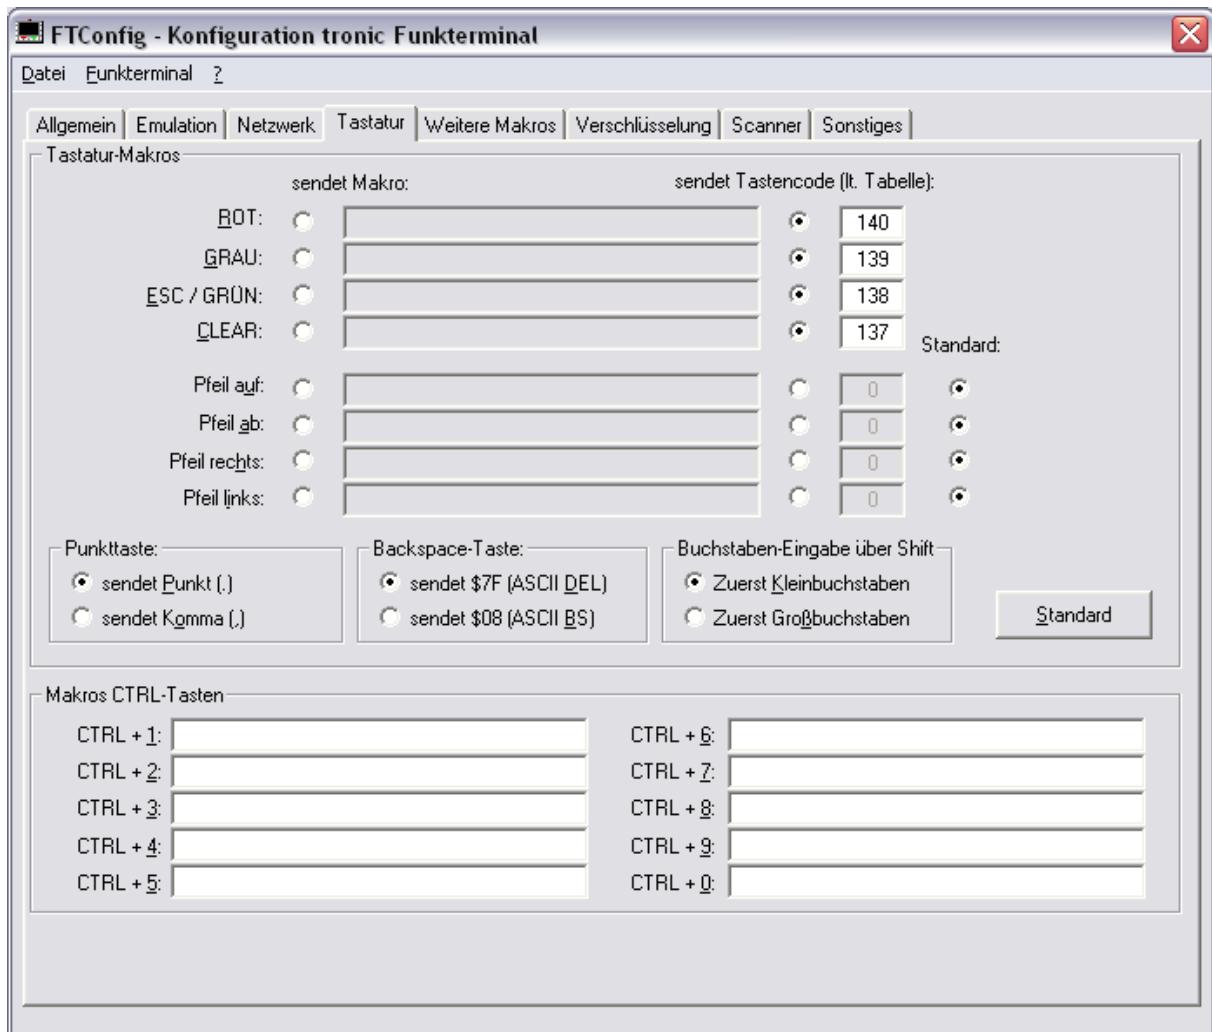 FTConfig - Konfiguration tronic Funkterminal
Datei Funkterminal ?
Allgemein Emulation Netzwerk Tastatur Weitere Makros Verschlüsselung Scanner Sonstiges
Tastatur-Makros
sendet Makro: sendet Tastencode (lt. Tabelle):
ROT: 140
GRAU: 139
ESC / GRÜN: 138
CLEAR: 137
Standard:
Pfeil auf: 0
Pfeil ab: 0
Pfeil rechts: 0
Pfeil links: 0
Punkttaste: Backspace-Taste: Buchstaben-Eingabe über Shift
sendet Punkt (.) sendet $7F (ASCII DEL) Zuerst Kleinbuchstaben
sendet Komma (,) sendet $08 (ASCII BS) Zuerst Großbuchstaben
Standard
Makros CTRL-Tasten
CTRL + 1: CTRL + 6:
CTRL + 2: CTRL + 7:
CTRL + 3: CTRL + 8:
CTRL + 4: CTRL + 9:
CTRL + 5: CTRL + 0: